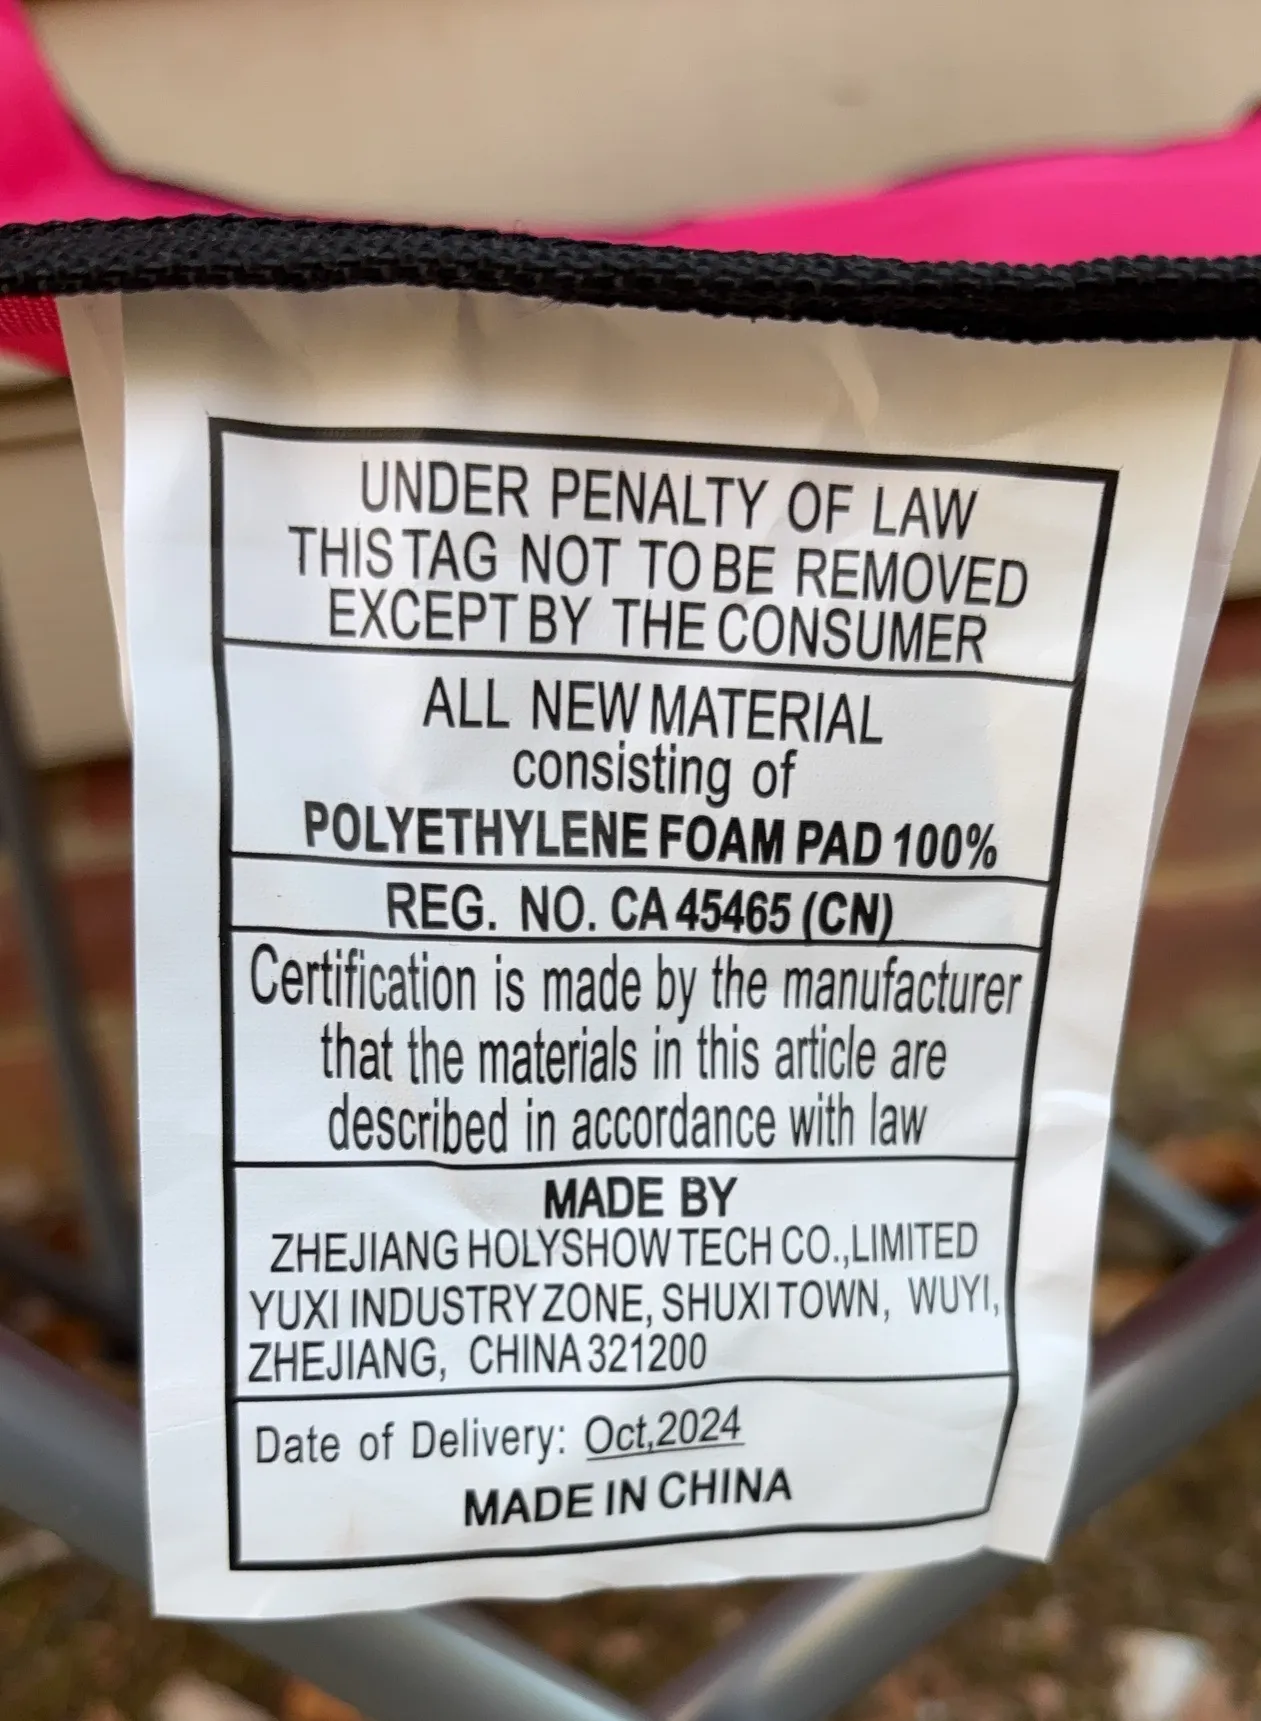 UNDER PENALTY OF LAW
THIS TAG NOT TO BE REMOVED
EXCEPT BY THE CONSUMER
ALL NEW MATERIAL
consisting of
POLYETHYLENE FOAM PAD 100%
REG. NO. CA 45465 (CN)
Certification is made by the manufacturer
that the materials in this article are
described in accordance with law
MADE BY
ZHEJIANG HOLYSHOW TECH CO.,LIMITED
YUXI INDUSTRY ZONE, SHUXI TOWN, WUYI,
ZHEJIANG, CHINA 321200
Date of Delivery: Oct,2024
MADE IN CHINA